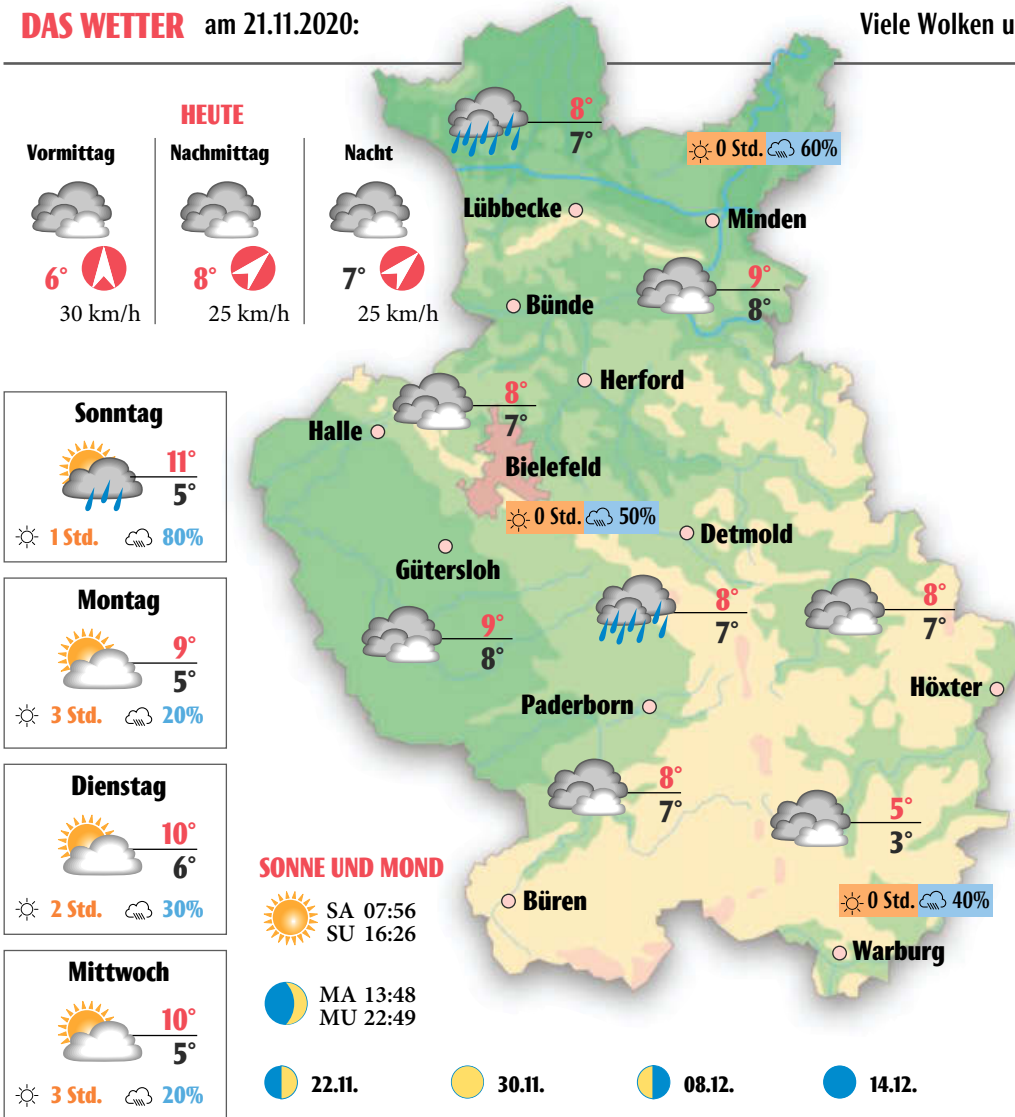 DAS WETTER am 21.11.2020: Viele Wolken u
HEUTE
Vormittag Nachmittag Nacht
6° 8° 7°
30 km/h 25 km/h 25 km/h
8°
7°
0 Std. 60%
Lübbecke
Minden
9°
8°
Bünde
Herford
8°
7°
Halle
Bielefeld
0 Std. 50%
Detmold
Gütersloh
9°
8°
8°
7°
8°
7°
Höxter
Paderborn
8°
7°
5°
3°
Büren
0 Std. 40%
Warburg
Sonntag
11°
5°
1 Std. 80%
Montag
9°
5°
3 Std. 20%
Dienstag
10°
6°
2 Std. 30%
Mittwoch
10°
5°
3 Std. 20%
SONNE UND MOND
SA 07:56
SU 16:26
MA 13:48
MU 22:49
22.11. 30.11. 08.12. 14.12.